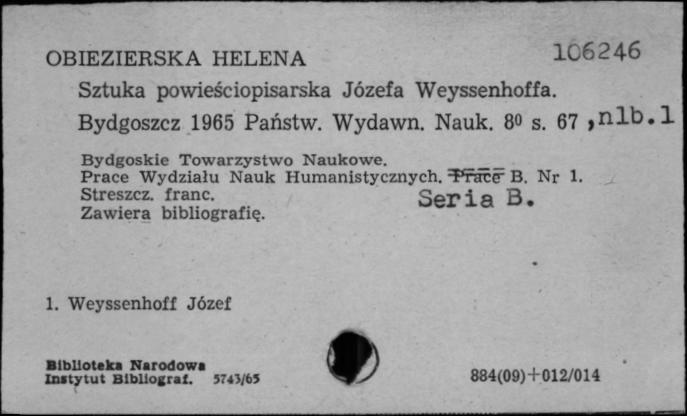 OBIEZIERSKA HELENA 106246
Sztuka powieściopisarska Józefa Weyssenhoffa.
Bydgoszcz 1965 Państw. Wydawn. Nauk. 8⁰ s. 67 ,nlb.1
Bydgoskie Towarzystwo Naukowe.
Prace Wydziału Nauk Humanistycznych. Prace B. Nr 1.
Streszcz. franc. Seria B.
Zawiera bibliografię.
1. Weyssenhoff Józef
Biblioteka Narodowa
Instytut Bibliograf. 5743/65 884(09)+012/014